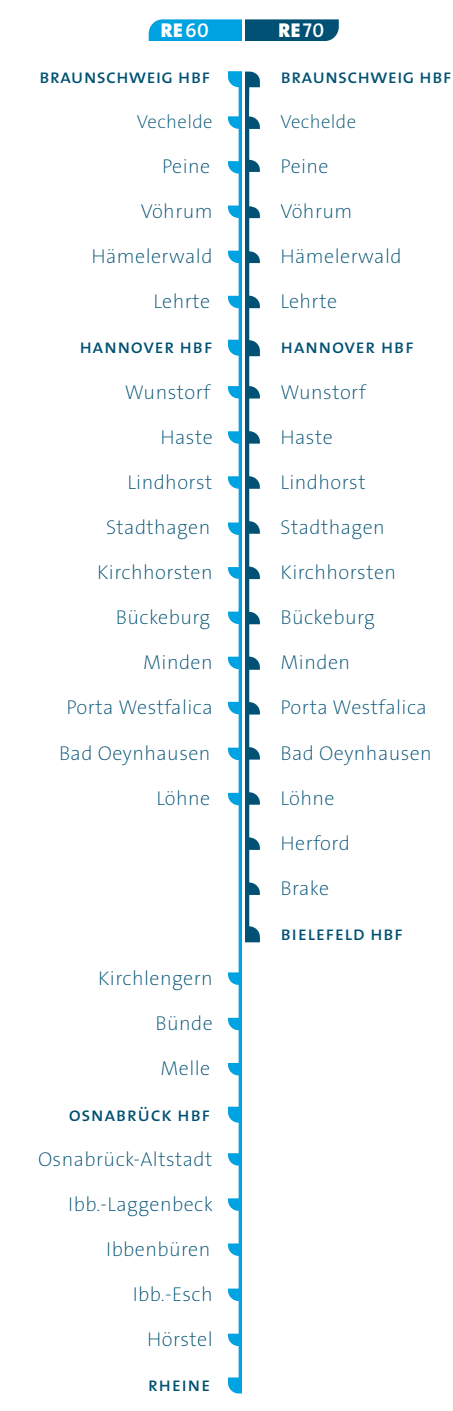 RE60 RE70
BRAUNSCHWEIG HBF BRAUNSCHWEIG HBF
Vechelde Vechelde
Peine Peine
Vöhrum Vöhrum
Hämelerwald Hämelerwald
Lehrte Lehrte
HANNOVER HBF HANNOVER HBF
Wunstorf Wunstorf
Haste Haste
Lindhorst Lindhorst
Stadthagen Stadthagen
Kirchhorsten Kirchhorsten
Bückeburg Bückeburg
Minden Minden
Porta Westfalica Porta Westfalica
Bad Oeynhausen Bad Oeynhausen
Löhne Löhne
Herford
Brake
BIELEFELD HBF
Kirchlengern
Bünde
Melle
OSNABRÜCK HBF
Osnabrück-Altstadt
Ibb.-Laggenbeck
Ibbenbüren
Ibb.-Esch
Hörstel
RHEINE